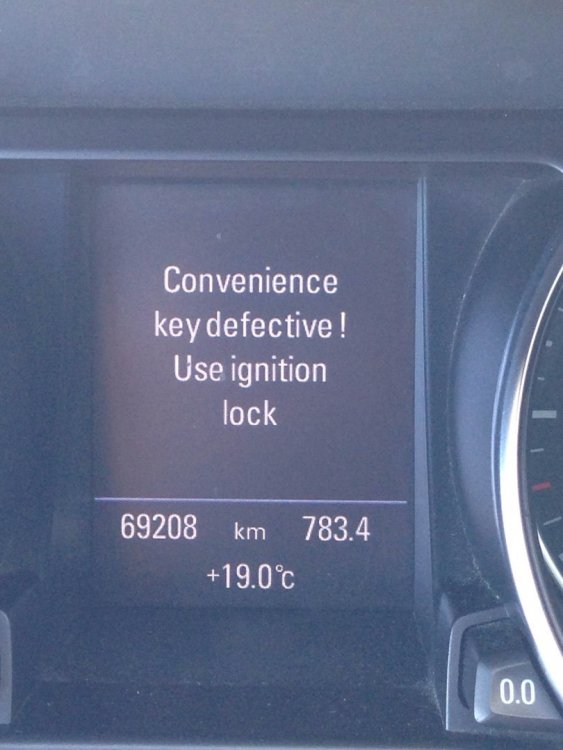 Convenience
key defective!
Use ignition
lock
69208 km 783.4
+19.0°c
0.0